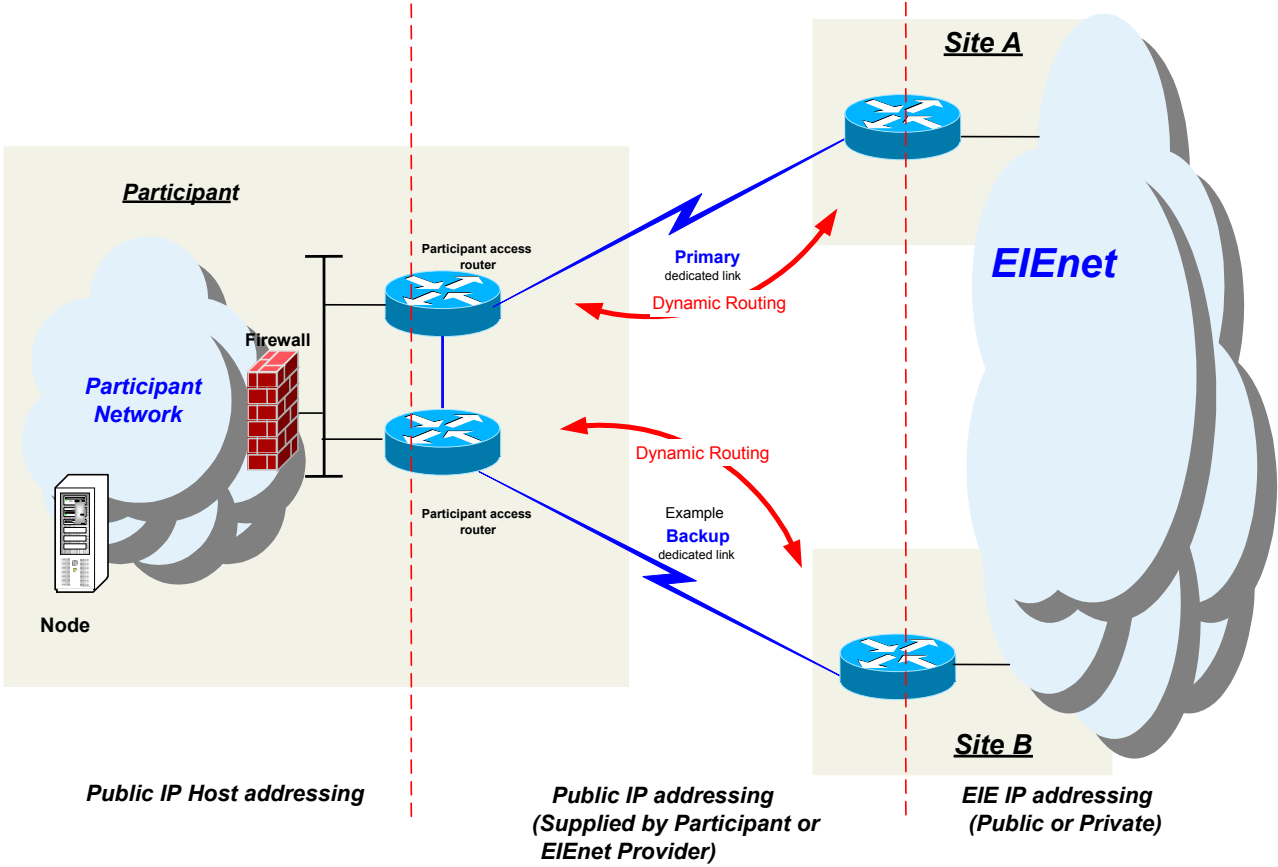 Site A
Participant
Participant access
router
Primary
dedicated link
Dynamic Routing
EIEnet
Firewall
Participant
Network
Dynamic Routing
Participant access
router
Example
Backup
dedicated link
Node
Site B
Public IP Host addressing
Public IP addressing
(Supplied by Participant or
EIEnet Provider)
EIE IP addressing
(Public or Private)